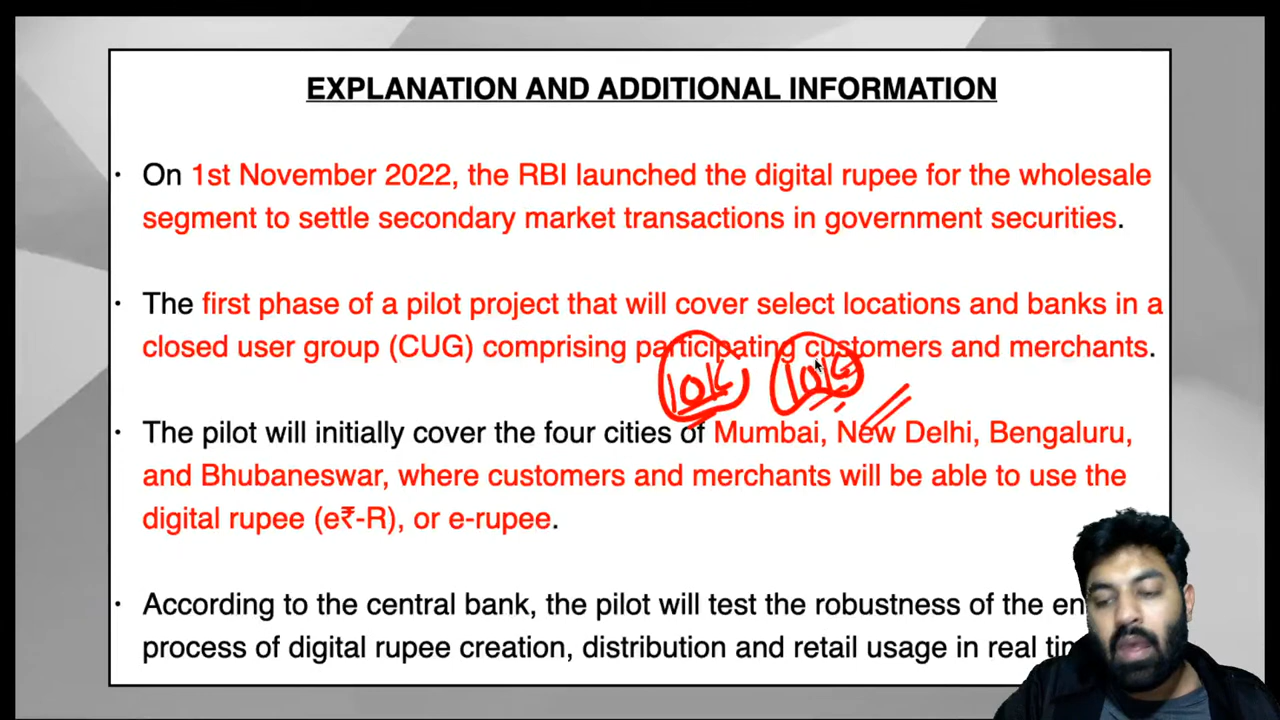 EXPLANATION AND ADDITIONAL INFORMATION
· On 1st November 2022, the RBI launched the digital rupee for the wholesale
segment to settle secondary market transactions in government securities.
· The first phase of a pilot project that will cover select locations and banks in a
closed user group (CUG) comprising participating customers and merchants.
· The pilot will initially cover the four cities of Mumbai, New Delhi, Bengaluru,
and Bhubaneswar, where customers and merchants will be able to use the
digital rupee (e₹-R), or e-rupee.
· According to the central bank, the pilot will test the robustness of the
process of digital rupee creation, distribution and retail usage in real